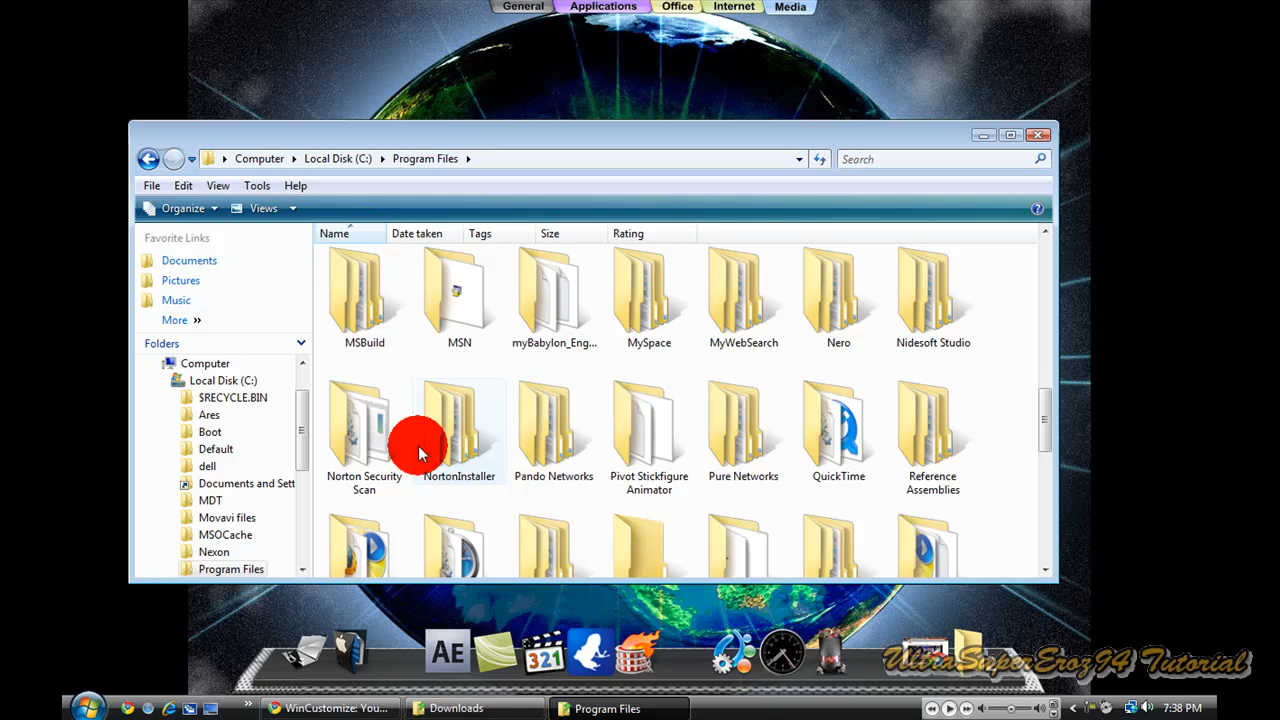 General Applications Office Internet Media
Computer Local Disk (C:) Program Files Search
File Edit View Tools Help
Organize Views
Favorite Links
Documents
Pictures
Music
More »
Folders
Computer
Local Disk (C:)
$RECYCLE.BIN
Ares
Boot
Default
dell
Documents and Sett
MDT
Movavi files
MSOCache
Nexon
Program Files
Name Date taken Tags Size Rating
MSBuild MSN myBabylon_Eng... MySpace MyWebSearch Nero Nidesoft Studio
Norton Security Scan NortonInstaller Pando Networks Pivot Stickfigure Animator Pure Networks QuickTime Reference Assemblies
AE 321
UltraSuperEroz94 Tutorial
WinCustomize: You... Downloads Program Files 7:38 PM